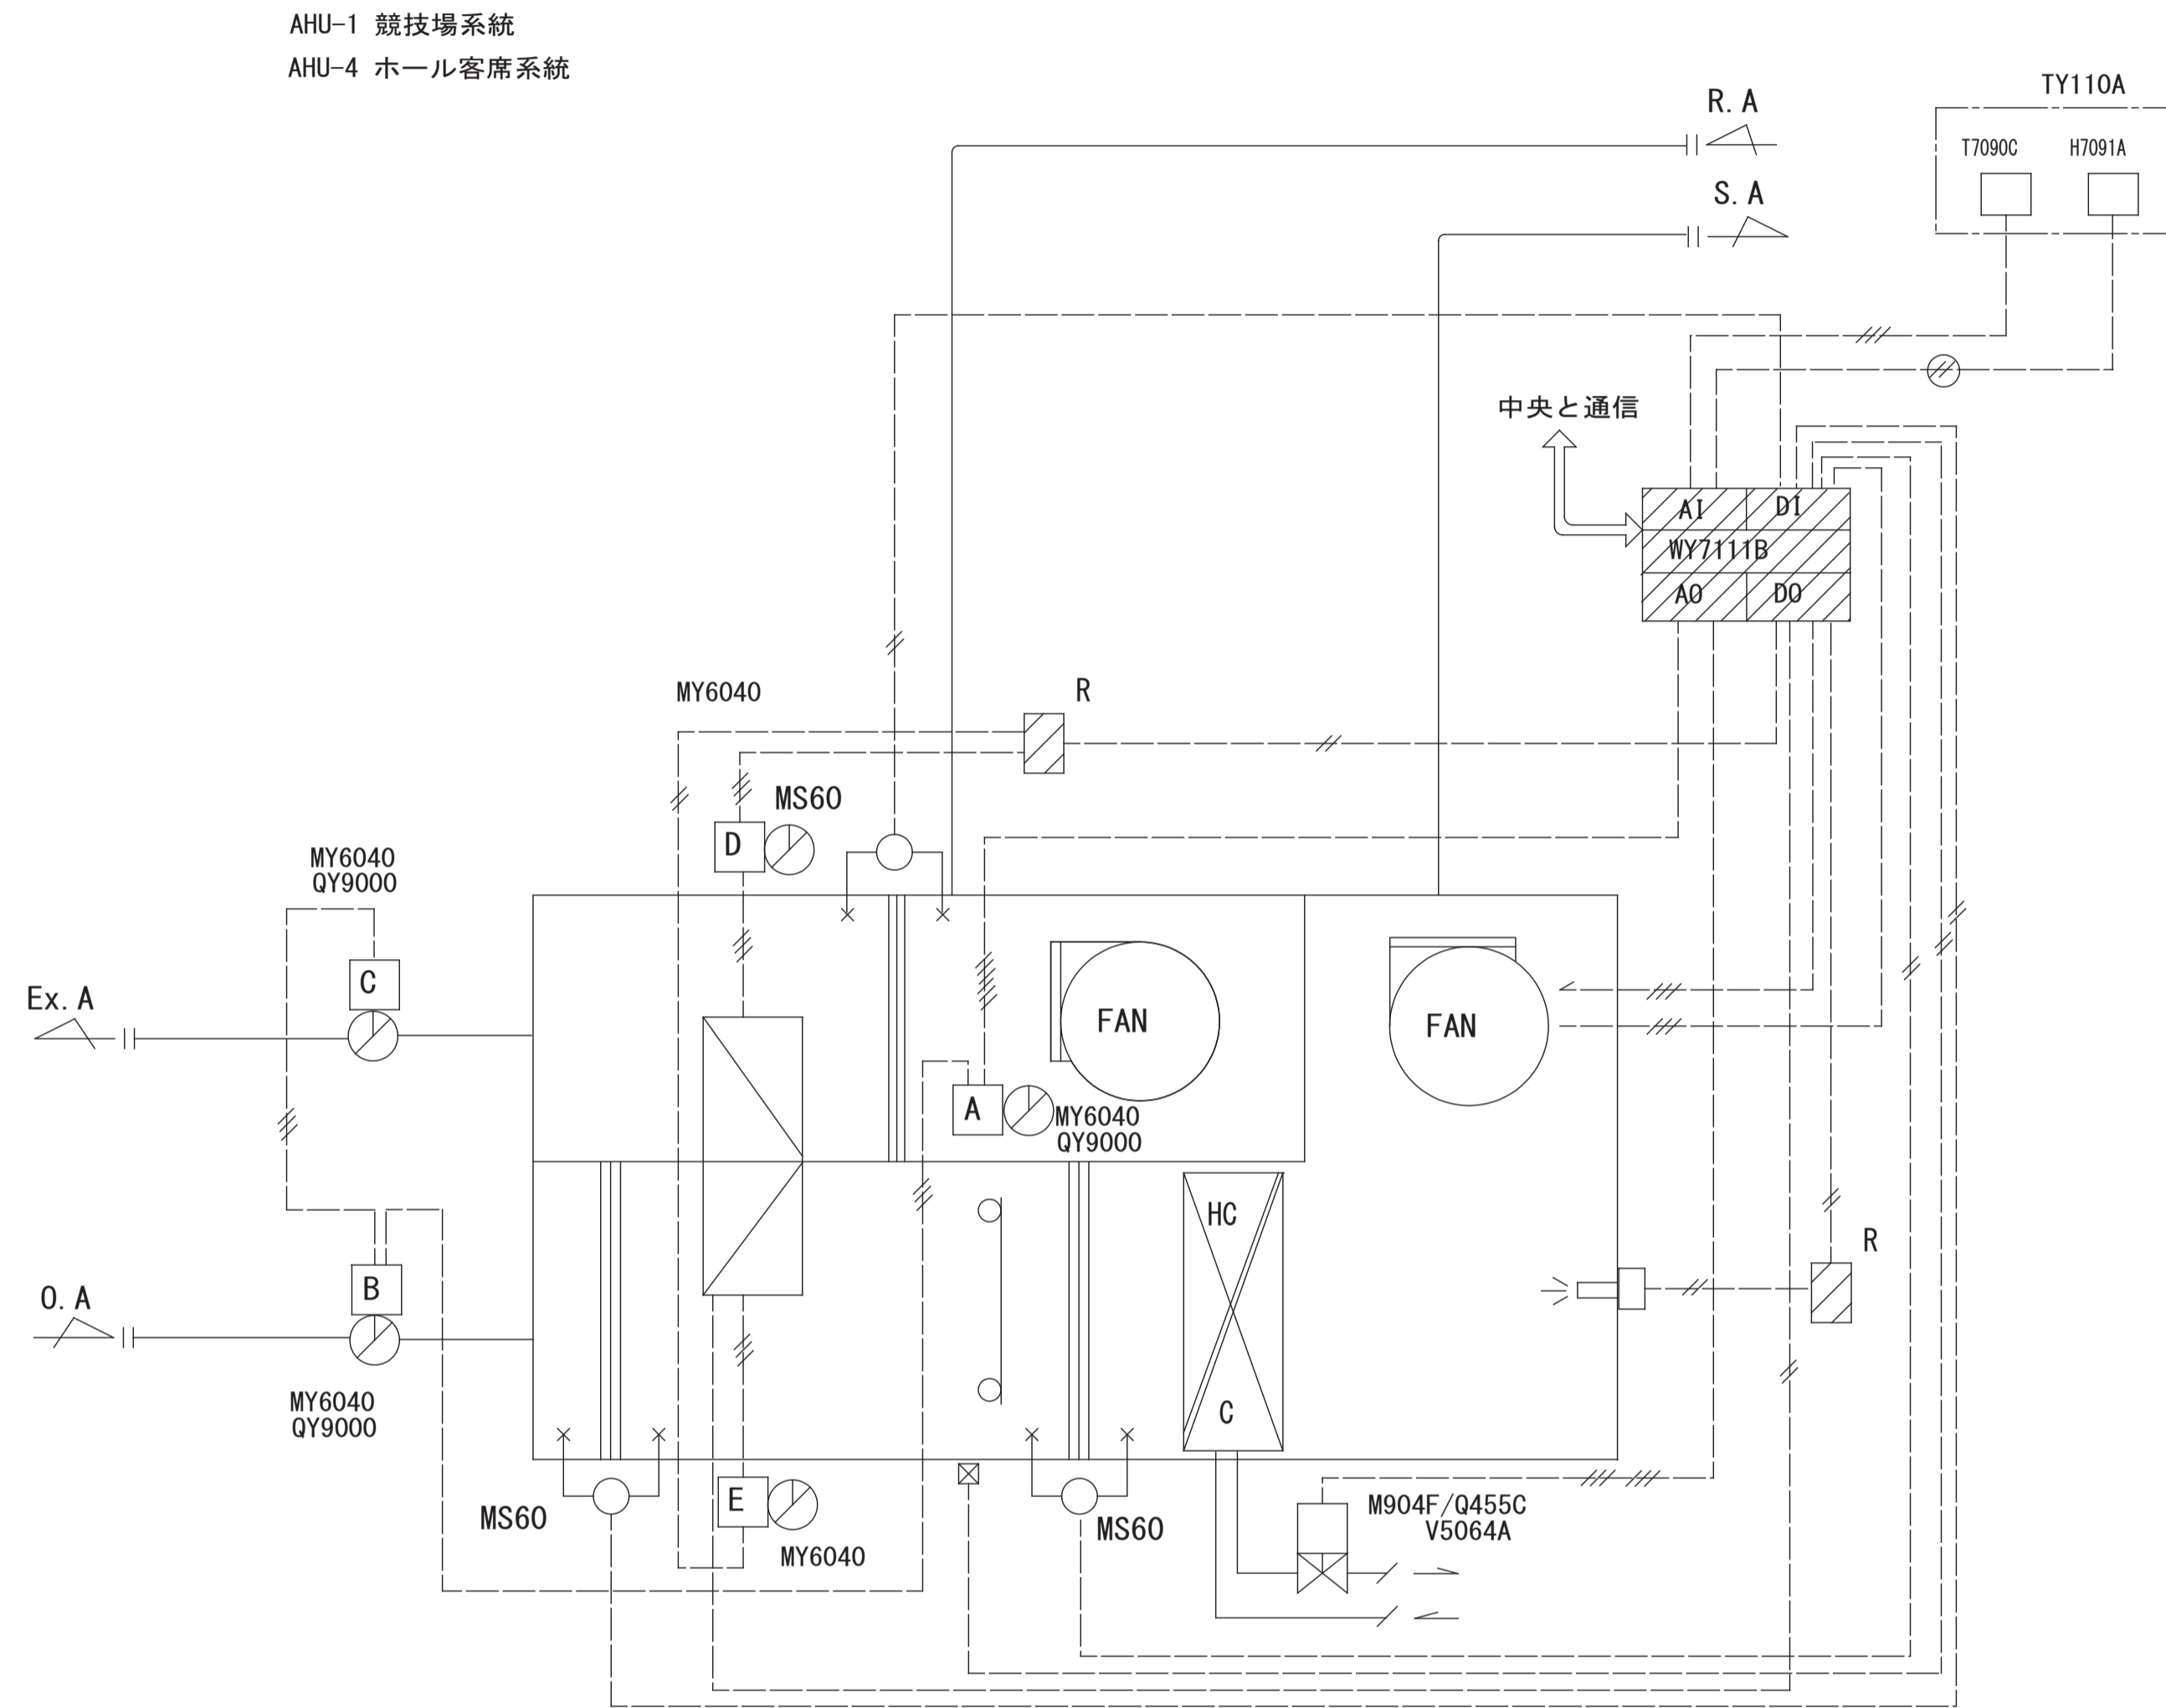 AHU-1 競技場系統
AHU-4 ホール客席系統
TY110A
R.A
T7090C
H7091A
S.A
中央と通信
AI
DI
WY7111B
AO
DO
MY6040
R
MS60
D
MY6040
QY9000
C
Ex.A
FAN
FAN
A
MY6040
QY9000
HC
R
B
O.A
MY6040
QY9000
C
E
MS60
MS60
M904F/Q455C
V5064A
MY6040